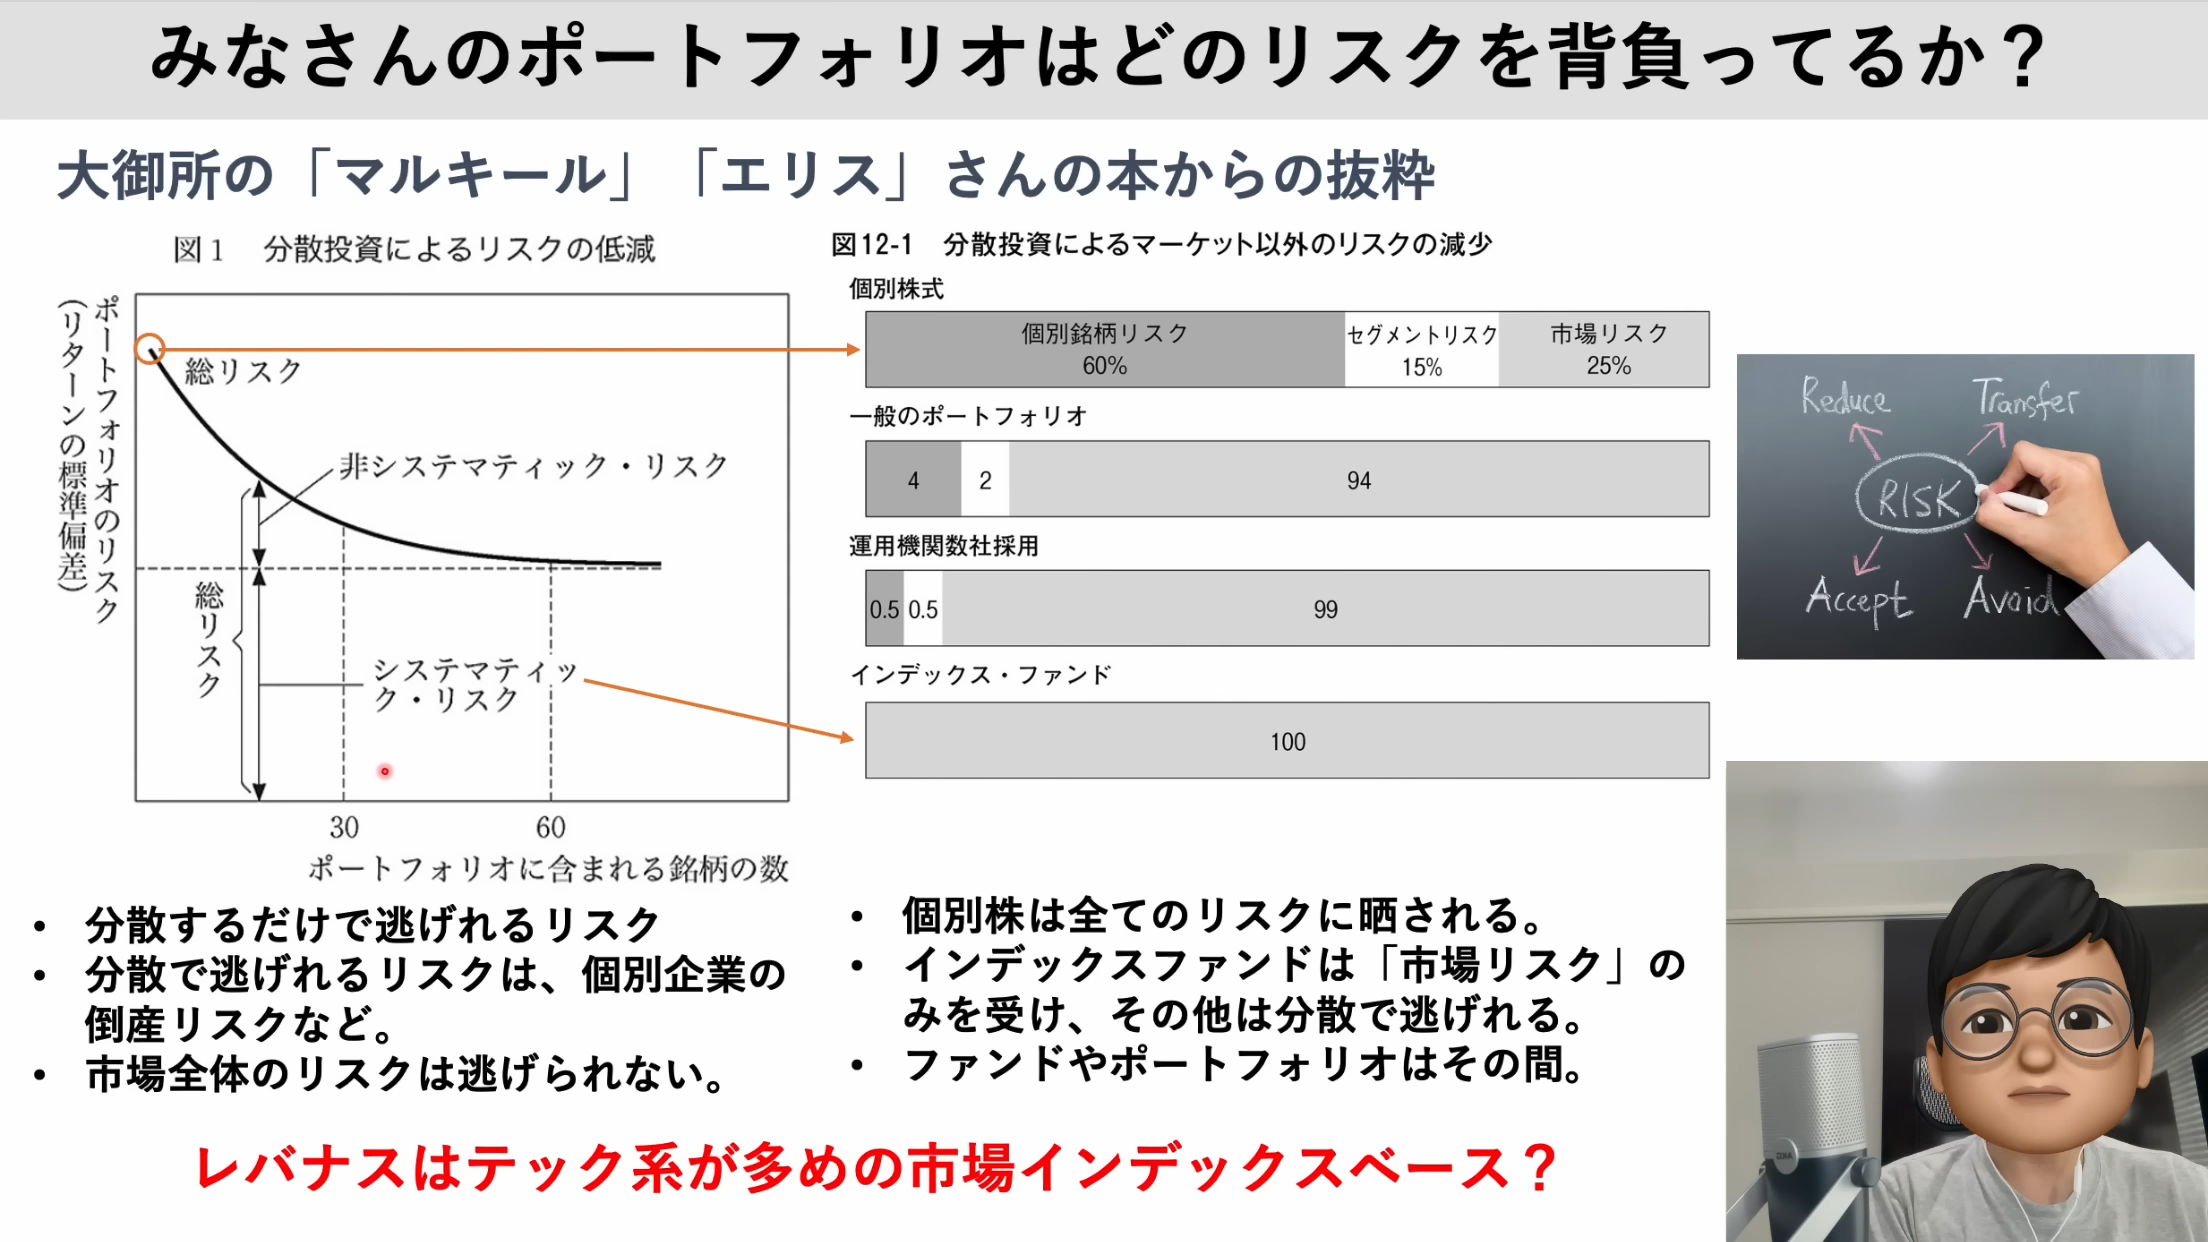 みなさんのポートフォリオはどのリスクを背負ってるか？
大御所の「マルキール」「エリス」さんの本からの抜粋
図1　分散投資によるリスクの低減
ポートフォリオのリスク
（リターンの標準偏差）
総リスク
非システマティック・リスク
総リスク
システマティッ
ク・リスク
30
60
ポートフォリオに含まれる銘柄の数
図12-1　分散投資によるマーケット以外のリスクの減少
個別株式
個別銘柄リスク
60%
セグメントリスク
15%
市場リスク
25%
一般のポートフォリオ
4
2
94
運用機関数社採用
0.5
0.5
99
インデックス・ファンド
100
Reduce
Transfer
RISK
Accept
Avoid
• 分散するだけで逃げれるリスク
• 分散で逃げれるリスクは、個別企業の
倒産リスクなど。
• 市場全体のリスクは逃げられない。
• 個別株は全てのリスクに晒される。
• インデックスファンドは「市場リスク」の
みを受け、その他は分散で逃げれる。
• ファンドやポートフォリオはその間。
レバナスはテック系が多めの市場インデックスベース？